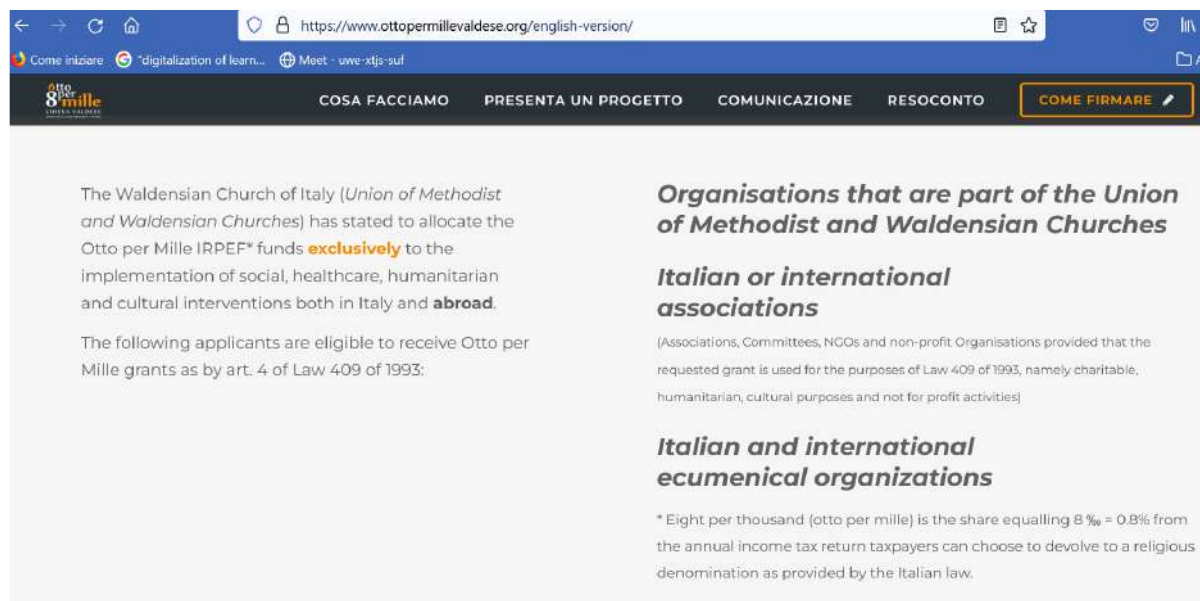 https://www.ottopermillevaldese.org/english-version/
Come iniziare "digitalization of learn... Meet - uwe-xtjs-suf
otto
8 per
mille
CHIESA VALDESE
COSA FACCIAMO PRESENTA UN PROGETTO COMUNICAZIONE RESOCONTO COME FIRMARE
The Waldensian Church of Italy (Union of Methodist
and Waldensian Churches) has stated to allocate the
Otto per Mille IRPEF* funds exclusively to the
implementation of social, healthcare, humanitarian
and cultural interventions both in Italy and abroad.
The following applicants are eligible to receive Otto per
Mille grants as by art. 4 of Law 409 of 1993:
Organisations that are part of the Union
of Methodist and Waldensian Churches
Italian or international
associations
(Associations, Committees, NGOs and non-profit Organisations provided that the
requested grant is used for the purposes of Law 409 of 1993, namely charitable,
humanitarian, cultural purposes and not for profit activities)
Italian and international
ecumenical organizations
* Eight per thousand (otto per mille) is the share equalling 8 ‰ = 0.8% from
the annual income tax return taxpayers can choose to devolve to a religious
denomination as provided by the Italian law.